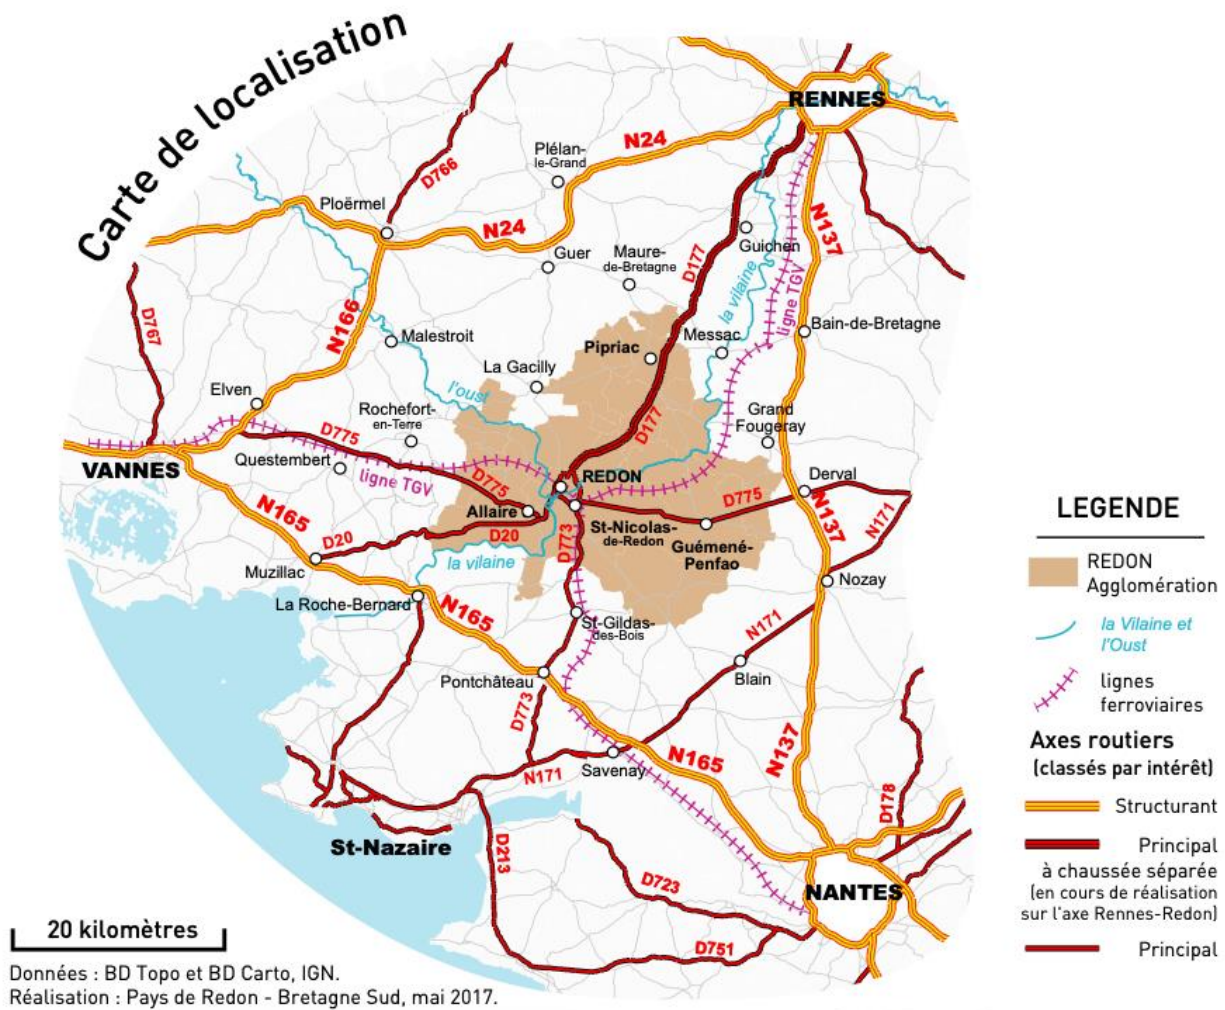 Carte de localisation
RENNES
N24
Plélan-
le-Grand
D766
Ploërmel
N24
Guer
Maure-
de-Bretagne
D177
Guichen
la vilaine
ligne TGV
N137
D767
N166
Malestroit
Messac
Bain-de-Bretagne
Pipriac
La Gacilly
l'oust
Elven
Rochefort-
en-Terre
D177
Grand
Fougeray
D775
VANNES
Questembert
ligne TGV
D775
REDON
D775
Derval
N165
Allaire
St-Nicolas-
de-Redon
N137
N171
D20
D20
D773
Guémené-
Penfao
Muzillac
la vilaine
Nozay
La Roche-Bernard
N165
St-Gildas-
des-Bois
N171
Pontchâteau
Blain
D773
N165
N137
N171
Savenay
D178
St-Nazaire
D213
D723
NANTES
D751
LEGENDE
REDON
Agglomération
la Vilaine et
l'Oust
lignes
ferroviaires
Axes routiers
(classés par intérêt)
Structurant
Principal
à chaussée séparée
(en cours de réalisation
sur l'axe Rennes-Redon)
Principal
20 kilomètres
Données : BD Topo et BD Carto, IGN.
Réalisation : Pays de Redon - Bretagne Sud, mai 2017.